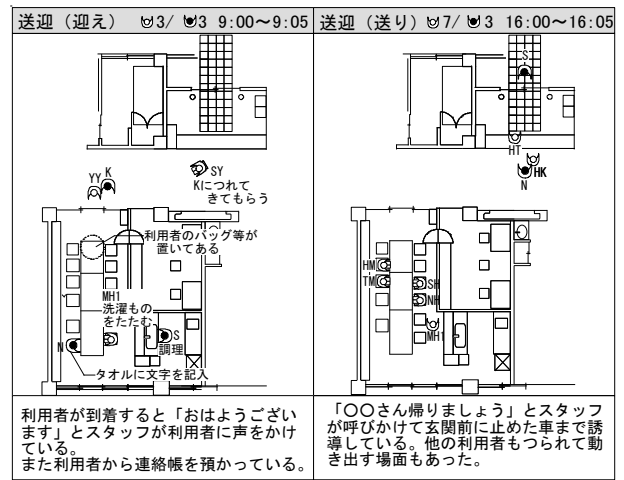 送迎（迎え） 3/ 3 9:00～9:05
YY
K
SY
Kにつれて
きてもらう
利用者のバッグ等が
置いてある
MH1
洗濯もの
をたたむ
S
調理
N
タオルに文字を記入
利用者が到着すると「おはようござい
ます」とスタッフが利用者に声をかけ
ている。
また利用者から連絡帳を預かっている。
送迎（送り） 7/ 3 16:00～16:05
S
HT
HK
N
HM
TM
SH
NH
MH1
「〇〇さん帰りましょう」とスタッフ
が呼びかけて玄関前に止めた車まで誘
導している。他の利用者もつられて動
き出す場面もあった。